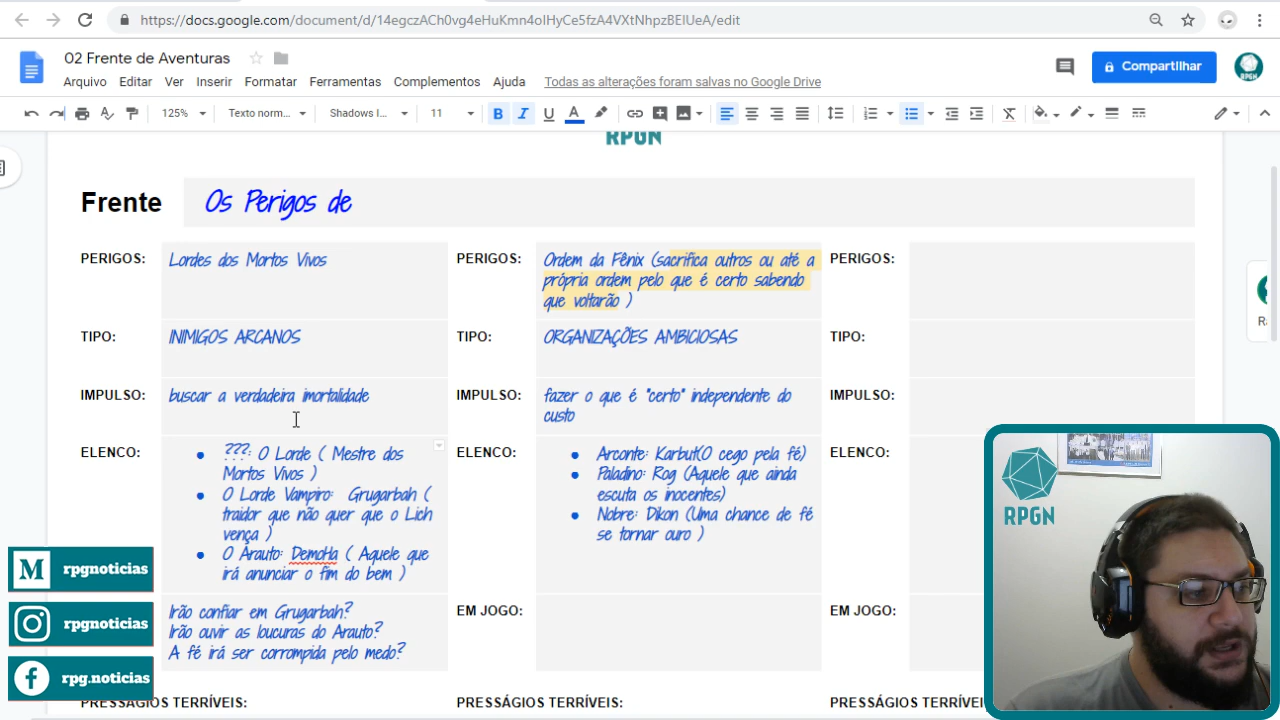 https://docs.google.com/document/d/14egczACh0vg4eHuKmn4oIHyCe5fzA4VXtNhpzBEIUeA/edit
02 Frente de Aventuras
Arquivo Editar Ver Inserir Formatar Ferramentas Complementos Ajuda Todas as alterações foram salvas no Google Drive
Compartilhar
RPGN
125% Texto norm... Shadows I... 11 B I U A
RPGN
Frente Os Perigos de
PERIGOS: Lordes dos Mortos Vivos
PERIGOS: Ordem da Fênix (sacrifica outros ou até a
própria ordem pelo que é certo sabendo
que voltarão )
PERIGOS:
TIPO: INIMIGOS ARCANOS
TIPO: ORGANIZAÇÕES AMBICIOSAS
TIPO:
IMPULSO: buscar a verdadeira imortalidade
IMPULSO: fazer o que é "certo" independente do
custo
IMPULSO:
ELENCO:
● ???: O Lorde ( Mestre dos
Mortos Vivos )
● O Lorde Vampiro: Grugarbah (
traidor que não quer que o Lich
vença )
● O Arauto: DemoHa ( Aquele que
irá anunciar o fim do bem )
ELENCO:
● Arconte: Karbut(O cego pela fé)
● Paladino: Rog (Aquele que ainda
escuta os inocentes)
● Nobre: Dikon (Uma chance de fé
se tornar ouro )
ELENCO:
Irão confiar em Grugarbah?
Irão ouvir as loucuras do Arauto?
A fé irá ser corrompida pelo medo?
EM JOGO:
EM JOGO:
PRESSÁGIOS TERRÍVEIS:
PRESSÁGIOS TERRÍVEIS:
M rpgnoticias
rpgnoticias
rpg.noticias
R
RPGN